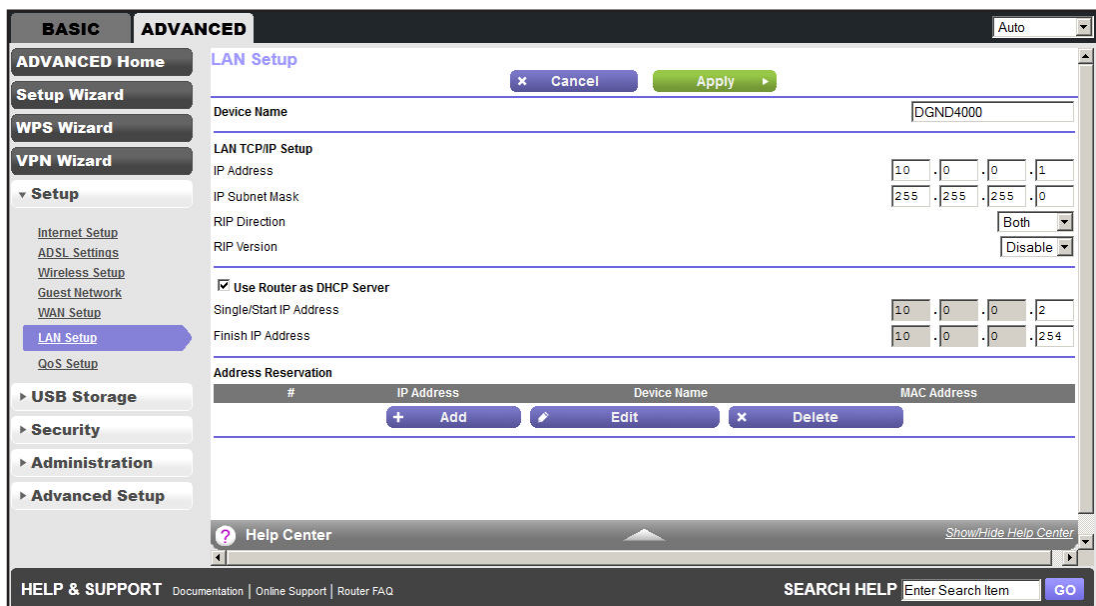 BASIC ADVANCED Auto
ADVANCED Home
Setup Wizard
WPS Wizard
VPN Wizard
Setup
Internet Setup
ADSL Settings
Wireless Setup
Guest Network
WAN Setup
LAN Setup
QoS Setup
USB Storage
Security
Administration
Advanced Setup
LAN Setup
Cancel Apply
Device Name DGND4000
LAN TCP/IP Setup
IP Address 10 . 0 . 0 . 1
IP Subnet Mask 255 . 255 . 255 . 0
RIP Direction Both
RIP Version Disable
Use Router as DHCP Server
Single/Start IP Address 10 . 0 . 0 . 2
Finish IP Address 10 . 0 . 0 . 254
Address Reservation
# IP Address Device Name MAC Address
+ Add Edit Delete
? Help Center Show/Hide Help Center
HELP & SUPPORT Documentation | Online Support | Router FAQ SEARCH HELP Enter Search Item GO